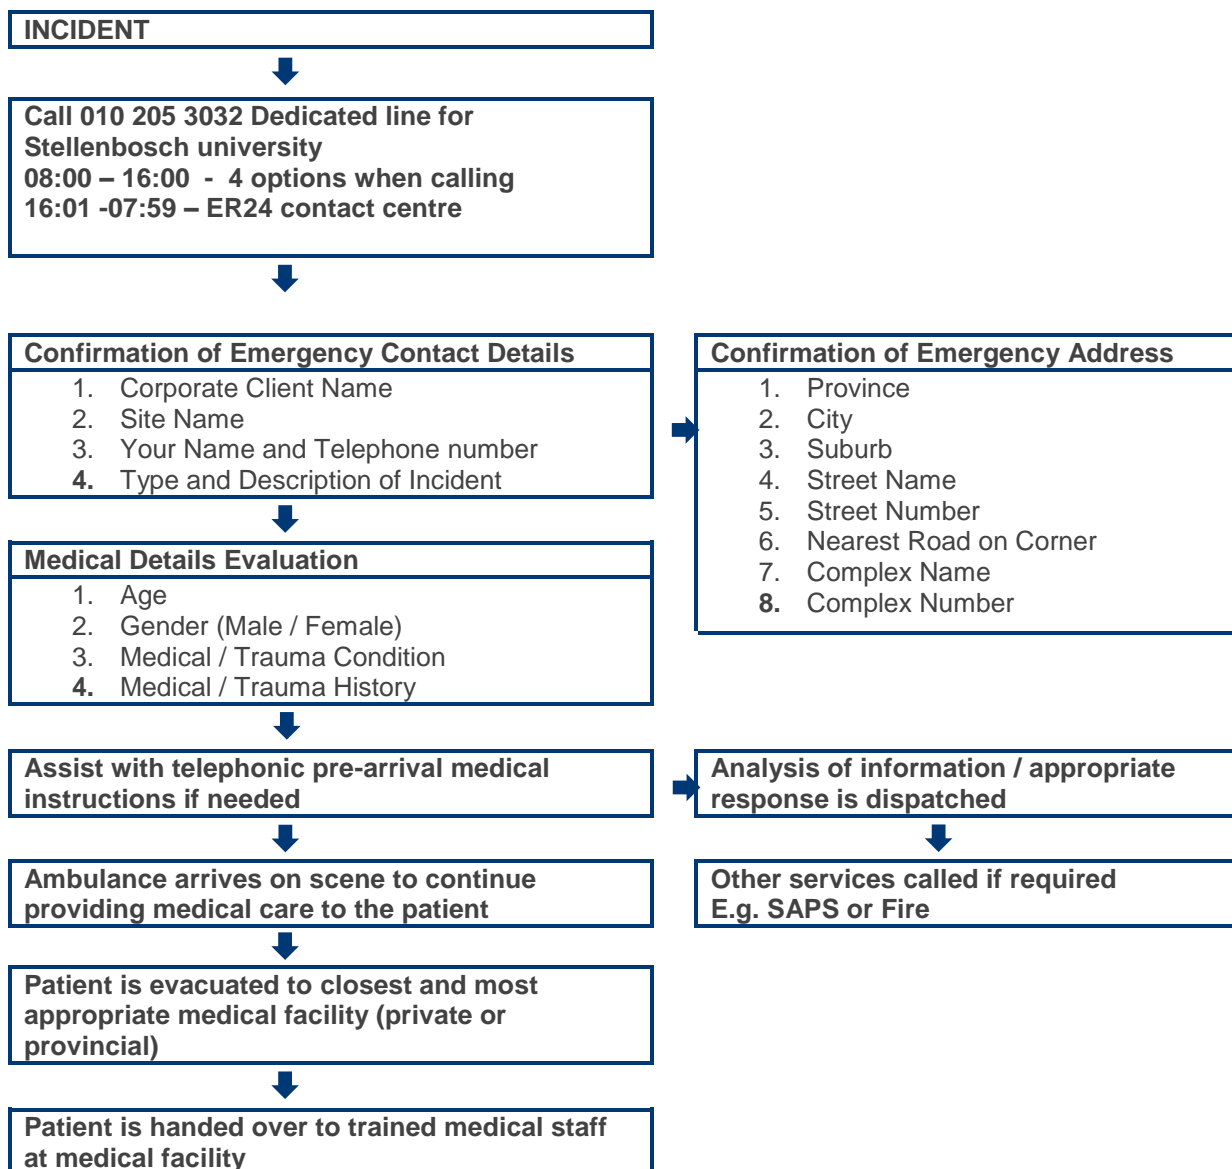 INCIDENT
Call 010 205 3032 Dedicated line for
Stellenbosch university
08:00 – 16:00 - 4 options when calling
16:01 -07:59 – ER24 contact centre
Confirmation of Emergency Contact Details
1. Corporate Client Name
2. Site Name
3. Your Name and Telephone number
4. Type and Description of Incident
Confirmation of Emergency Address
1. Province
2. City
3. Suburb
4. Street Name
5. Street Number
6. Nearest Road on Corner
7. Complex Name
8. Complex Number
Medical Details Evaluation
1. Age
2. Gender (Male / Female)
3. Medical / Trauma Condition
4. Medical / Trauma History
Assist with telephonic pre-arrival medical
instructions if needed
Analysis of information / appropriate
response is dispatched
Ambulance arrives on scene to continue
providing medical care to the patient
Other services called if required
E.g. SAPS or Fire
Patient is evacuated to closest and most
appropriate medical facility (private or
provincial)
Patient is handed over to trained medical staff
at medical facility